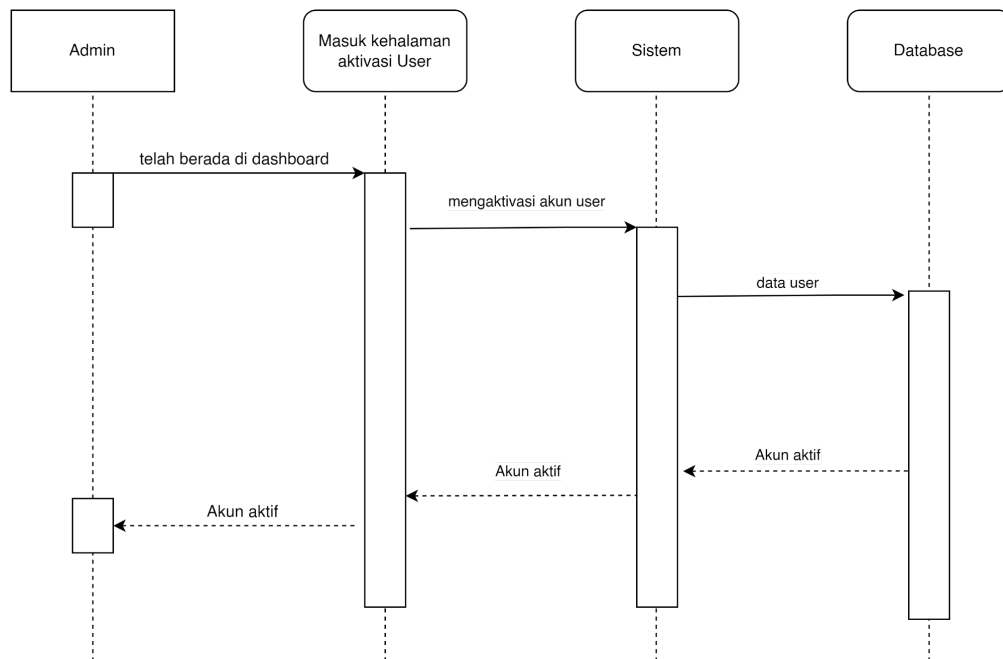 Admin
Masuk kehalaman
aktivasi User
Sistem
Database
telah berada di dashboard
mengaktivasi akun user
data user
Akun aktif
Akun aktif
Akun aktif